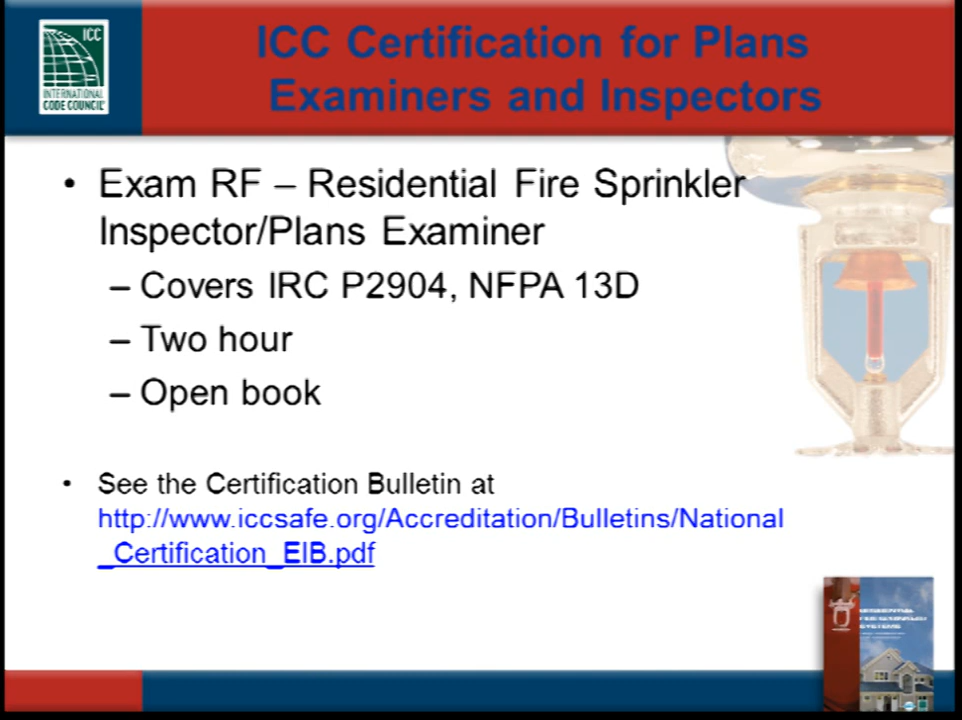 ICC
INTERNATIONAL
CODE COUNCIL
ICC Certification for Plans
Examiners and Inspectors
• Exam RF – Residential Fire Sprinkler
Inspector/Plans Examiner
– Covers IRC P2904, NFPA 13D
– Two hour
– Open book
• See the Certification Bulletin at
http://www.iccsafe.org/Accreditation/Bulletins/National
_Certification_EIB.pdf